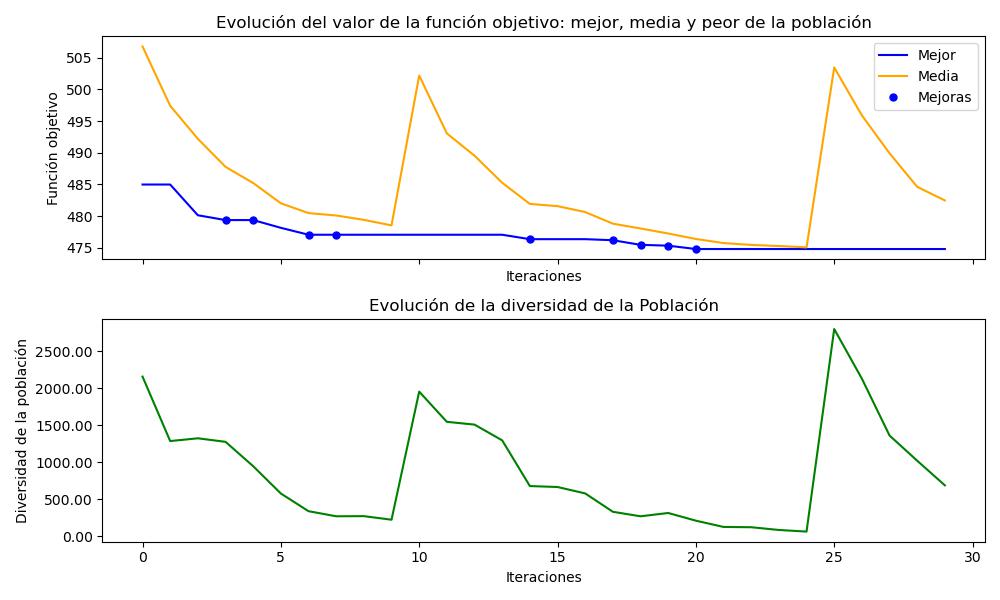 Evolución del valor de la función objetivo: mejor, media y peor de la población
Función objetivo
505
500
495
490
485
480
475
Mejor
Media
Mejoras
Iteraciones
Evolución de la diversidad de la Población
Diversidad de la población
2500.00
2000.00
1500.00
1000.00
500.00
0.00
0 5 10 15 20 25 30
Iteraciones